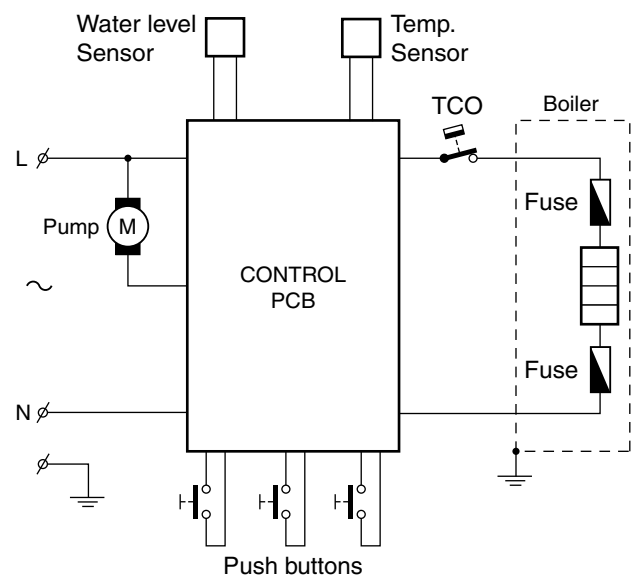 Water level
Sensor
Temp.
Sensor
TCO
Boiler
L
Fuse
Pump
M
CONTROL
PCB
Fuse
N
Push buttons